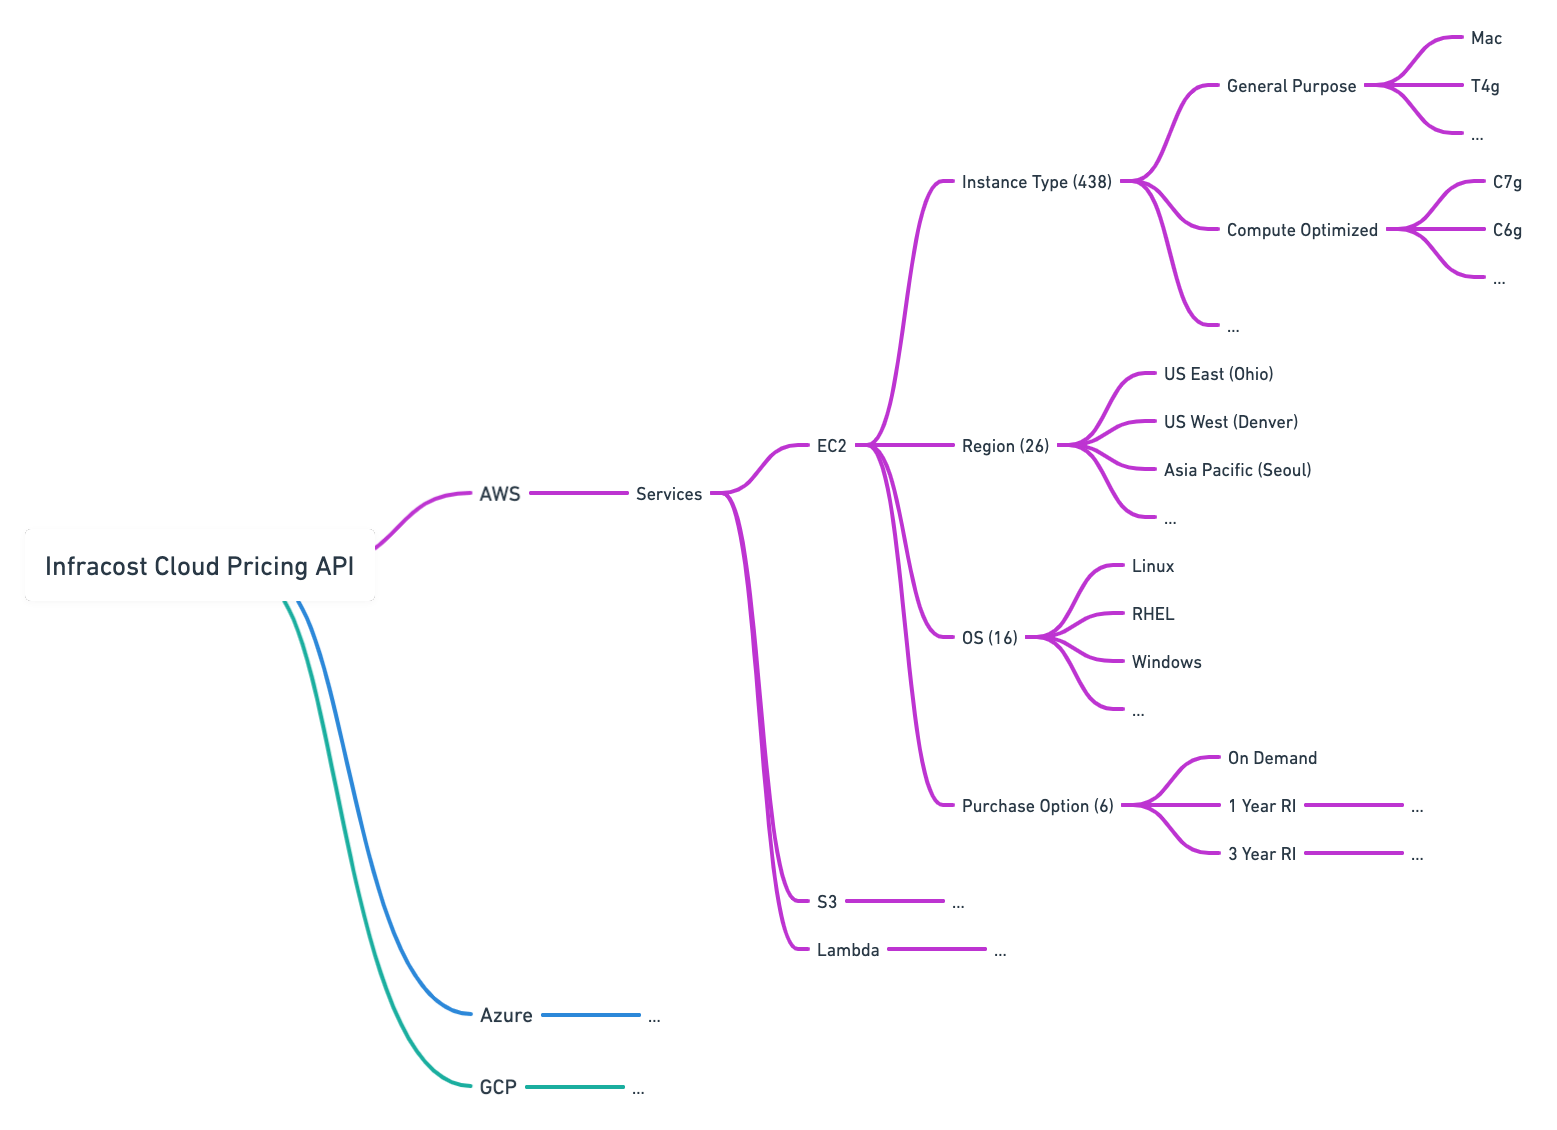 Infracost Cloud Pricing API
AWS
Services
EC2
Instance Type (438)
General Purpose
Mac
T4g
...
Compute Optimized
C7g
C6g
...
...
Region (26)
US East (Ohio)
US West (Denver)
Asia Pacific (Seoul)
...
OS (16)
Linux
RHEL
Windows
...
Purchase Option (6)
On Demand
1 Year RI
...
3 Year RI
...
S3
...
Lambda
...
Azure
...
GCP
...